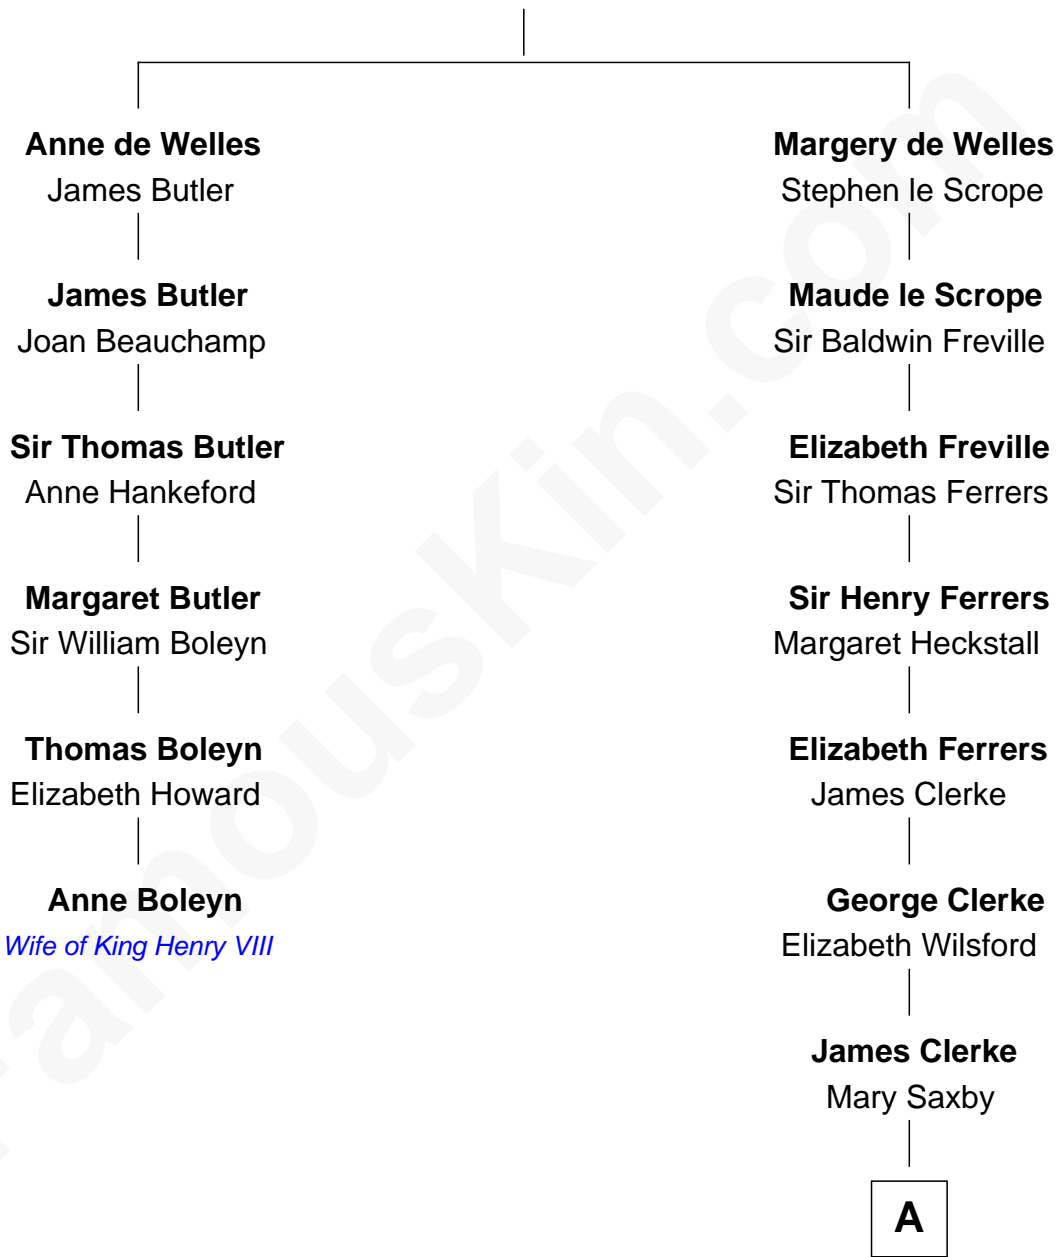 Anne de Welles
James Butler
James Butler
Joan Beauchamp
Sir Thomas Butler
Anne Hankeford
Margaret Butler
Sir William Boleyn
Thomas Boleyn
Elizabeth Howard
Anne Boleyn
Wife of King Henry VIII
Margery de Welles
Stephen le Scrope
Maude le Scrope
Sir Baldwin Freville
Elizabeth Freville
Sir Thomas Ferrers
Sir Henry Ferrers
Margaret Heckstall
Elizabeth Ferrers
James Clerke
George Clerke
Elizabeth Wilsford
James Clerke
Mary Saxby
A
FamousKin.com